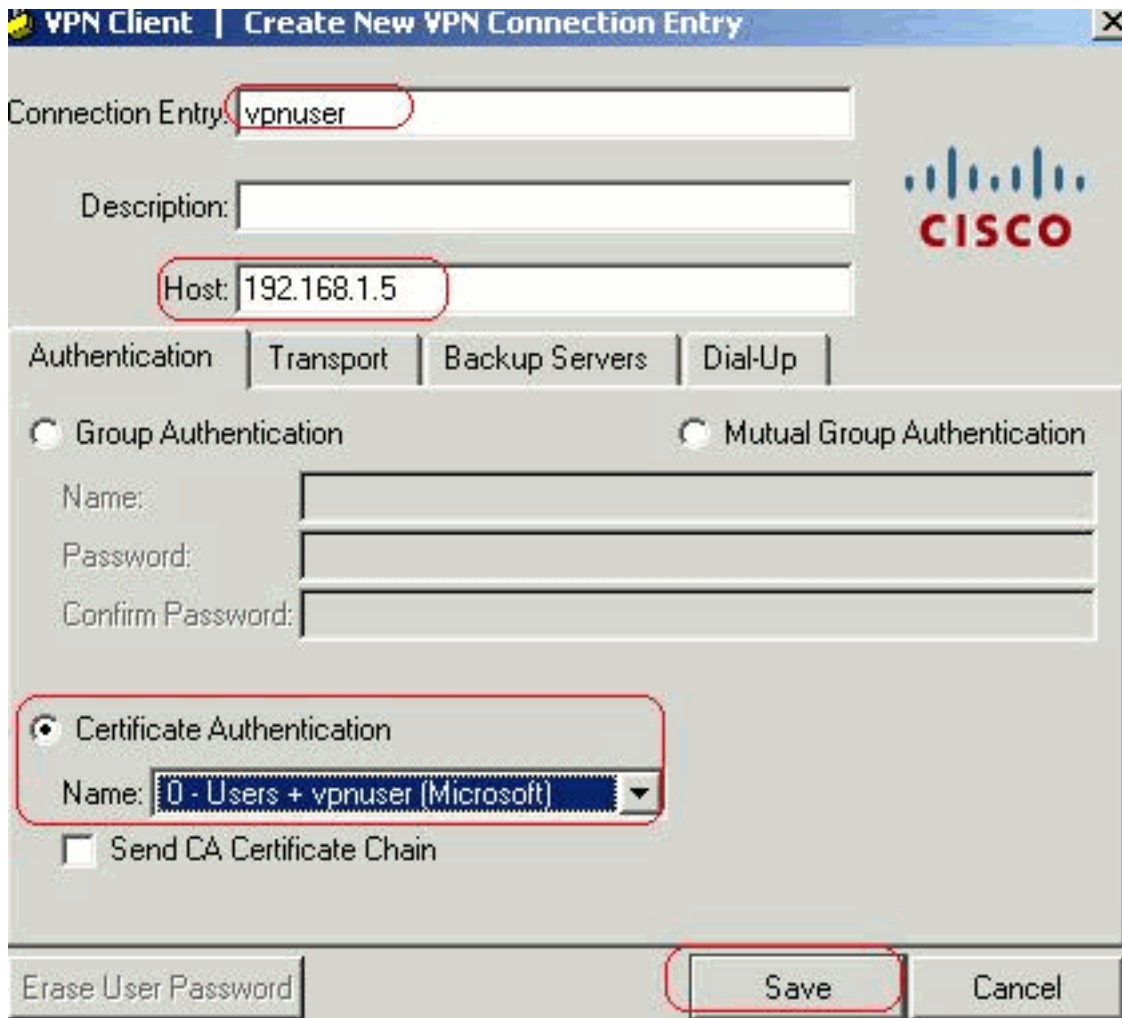 VPN Client | Create New VPN Connection Entry
Connection Entry: vpnuser
Description:
CISCO
Host: 192.168.1.5
Authentication Transport Backup Servers Dial-Up
Group Authentication Mutual Group Authentication
Name:
Password:
Confirm Password:
Certificate Authentication
Name: 0 - Users + vpnuser (Microsoft)
Send CA Certificate Chain
Erase User Password Save Cancel